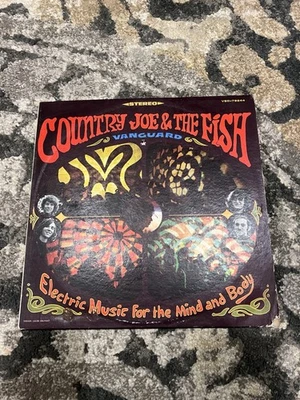 STEREO
COUNTRY JOE & THE FISH
VANGUARD
Electric Music for the Mind and Body